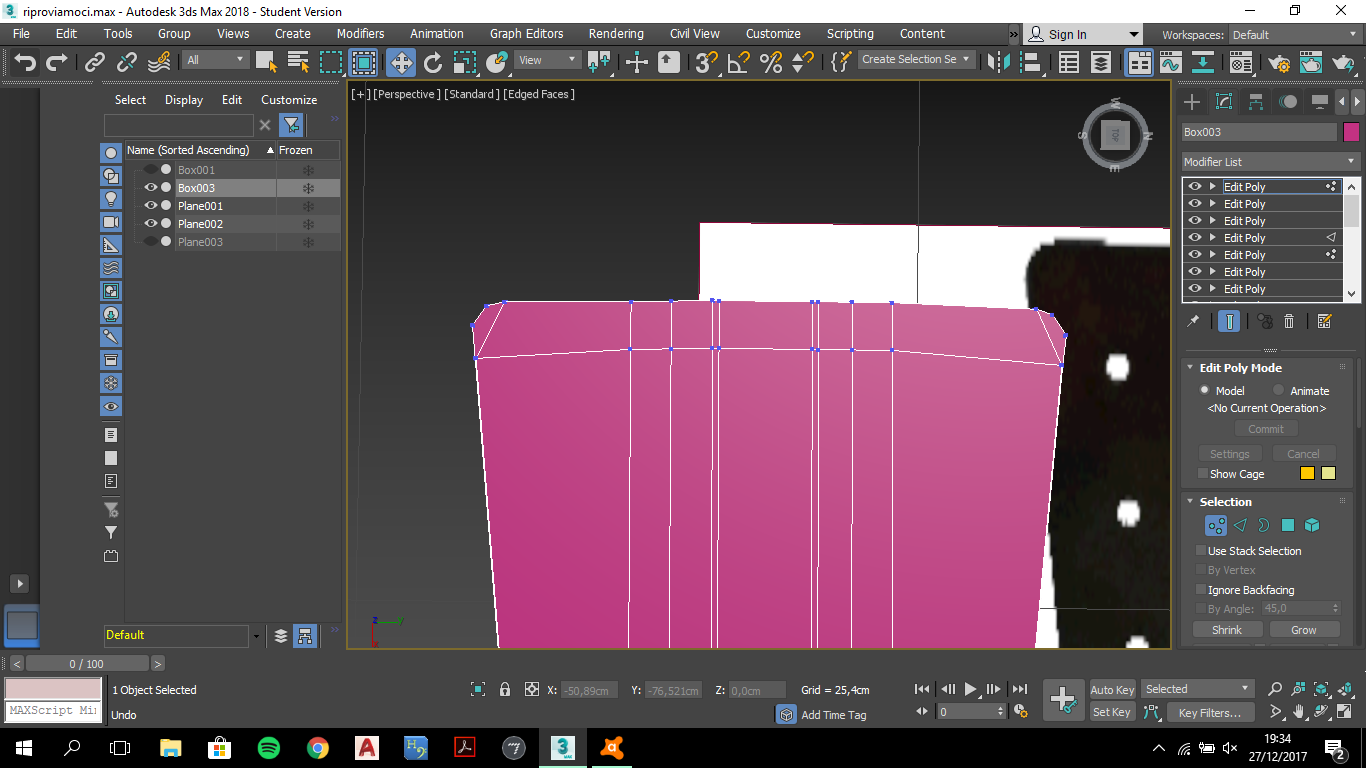 riproviamoci.max - Autodesk 3ds Max 2018 - Student Version
File Edit Tools Group Views Create Modifiers Animation Graph Editors Rendering Civil View Customize Scripting Content » Sign In Workspaces: Default
All View 3 Create Selection Se
Select Display Edit Customize
Name (Sorted Ascending) Frozen
Box001
Box003
Plane001
Plane002
Plane003
Default
[+] [Perspective] [Standard] [Edged Faces]
W
S TOP N
E
Box003
Modifier List
Edit Poly
Edit Poly
Edit Poly
Edit Poly
Edit Poly
Edit Poly
Edit Poly
Edit Poly Mode
Model Animate
<No Current Operation>
Commit
Settings Cancel
Show Cage
Selection
Use Stack Selection
By Vertex
Ignore Backfacing
By Angle: 45,0
Shrink Grow
< 0 / 100 >
1 Object Selected X: -50,89cm Y: -76,521cm Z: 0,0cm Grid = 25,4cm Auto Key Selected
MAXScript Mi Undo Add Time Tag 0 Set Key Key Filters...
19:34
27/12/2017
2